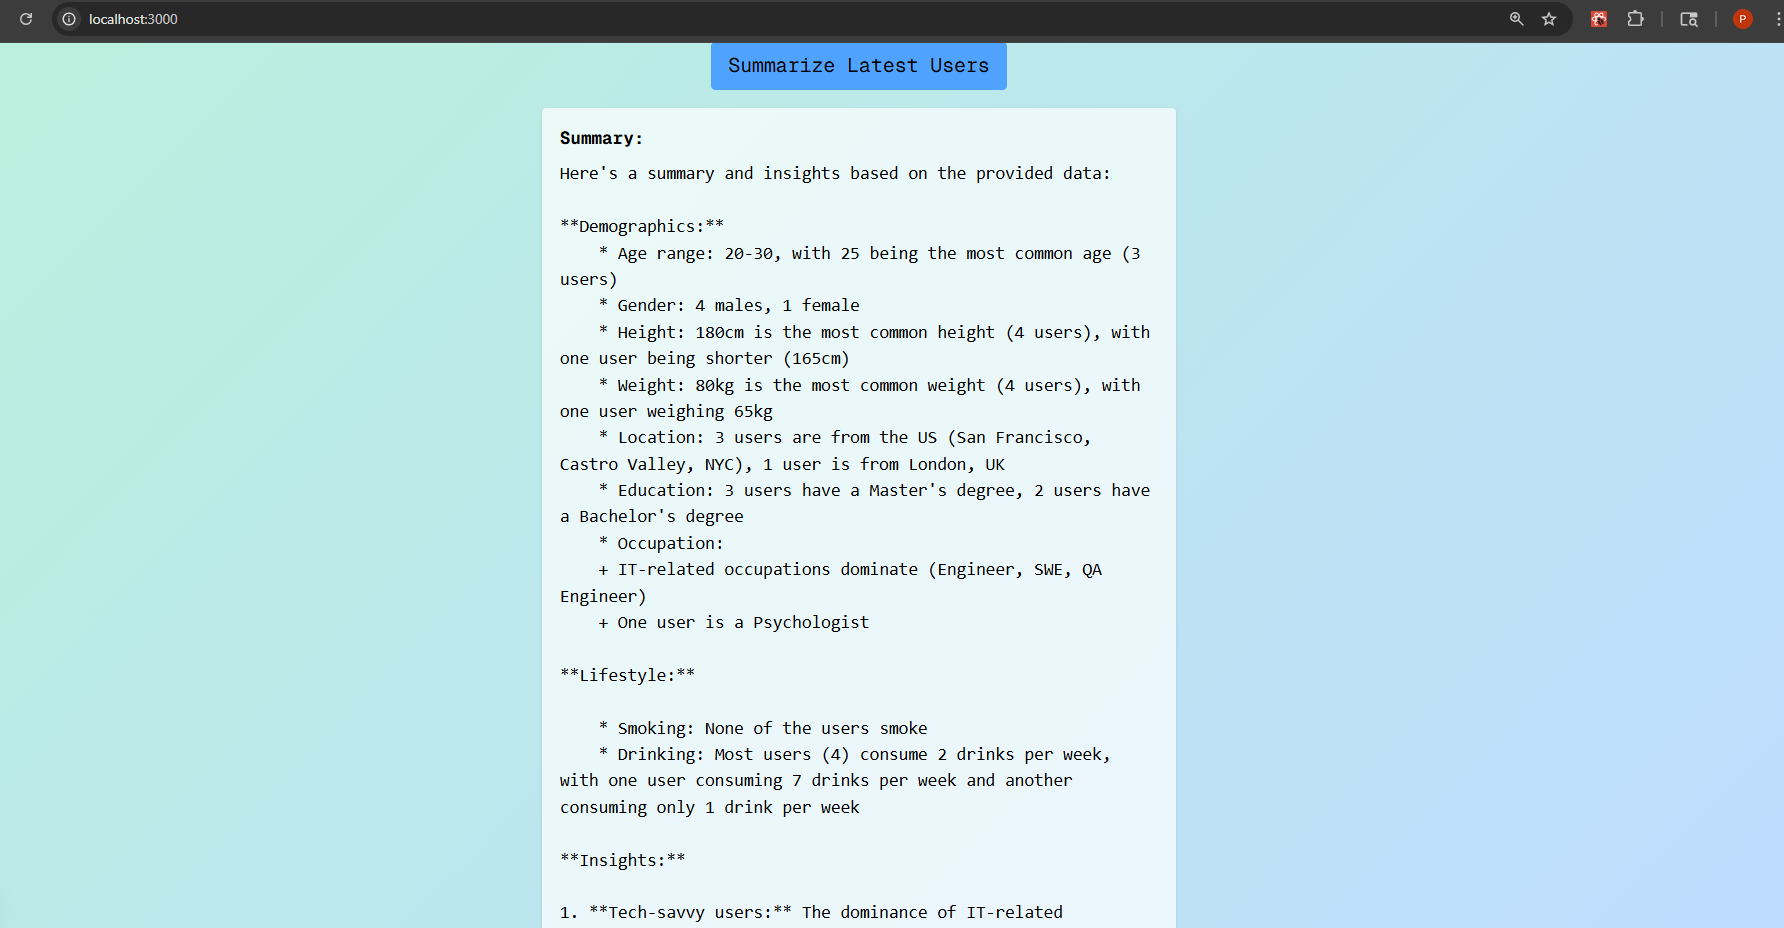 localhost:3000
P
Summarize Latest Users
Summary:
Here's a summary and insights based on the provided data:
**Demographics:**
* Age range: 20-30, with 25 being the most common age (3
users)
* Gender: 4 males, 1 female
* Height: 180cm is the most common height (4 users), with
one user being shorter (165cm)
* Weight: 80kg is the most common weight (4 users), with
one user weighing 65kg
* Location: 3 users are from the US (San Francisco,
Castro Valley, NYC), 1 user is from London, UK
* Education: 3 users have a Master's degree, 2 users have
a Bachelor's degree
* Occupation:
+ IT-related occupations dominate (Engineer, SWE, QA
Engineer)
+ One user is a Psychologist
**Lifestyle:**
* Smoking: None of the users smoke
* Drinking: Most users (4) consume 2 drinks per week,
with one user consuming 7 drinks per week and another
consuming only 1 drink per week
**Insights:**
1. **Tech-savvy users:** The dominance of IT-related